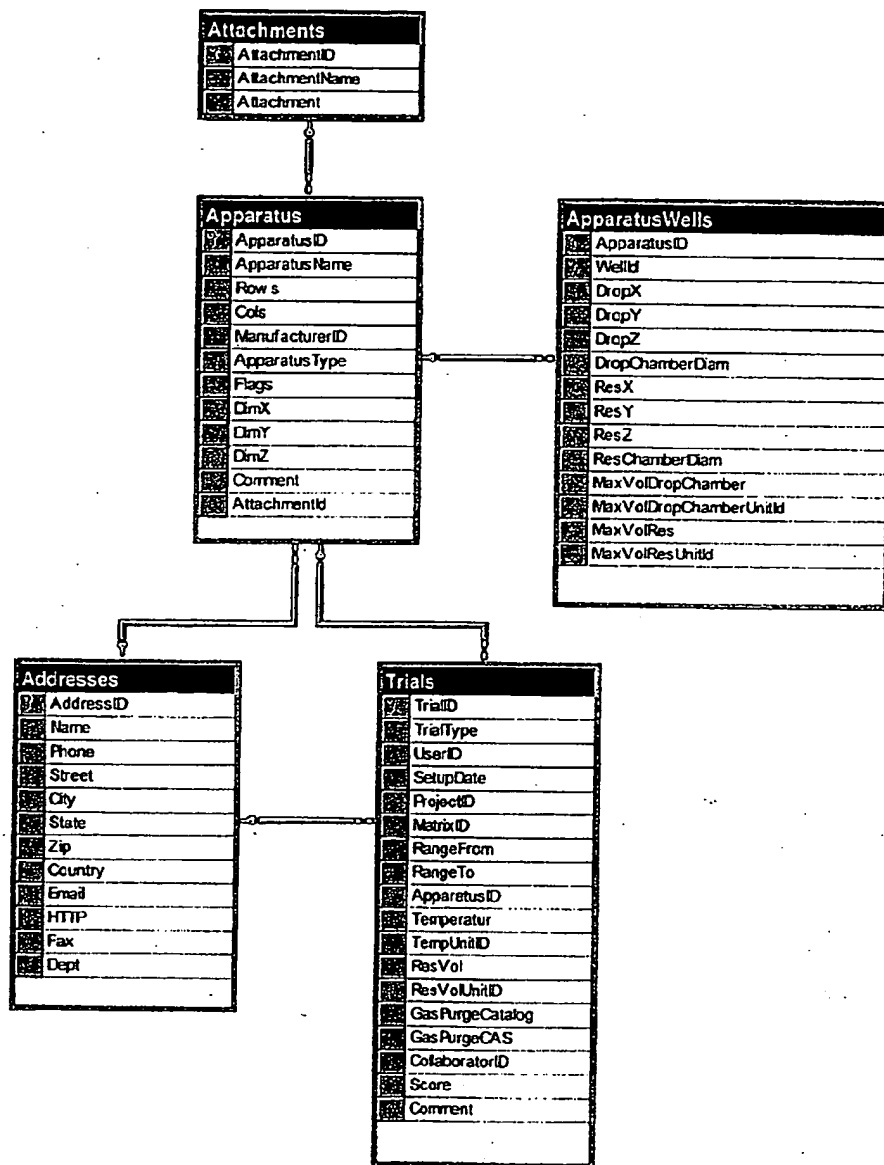 Attachments
AttachmentID
AttachmentName
Attachment
Apparatus
ApparatusID
ApparatusName
Rows
Cols
ManufacturerID
ApparatusType
Flags
DimX
DimY
DimZ
Comment
AttachmentId
ApparatusWells
ApparatusID
WellId
DropX
DropY
DropZ
DropChamberDiam
ResX
ResY
ResZ
ResChamberDiam
MaxVolDropChamber
MaxVolDropChamberUnitId
MaxVolRes
MaxVolResUnitId
Addresses
AddressID
Name
Phone
Street
City
State
Zip
Country
Email
HTTP
Fax
Dept
Trials
TrialID
TrialType
UserID
SetupDate
ProjectID
MatrixID
RangeFrom
RangeTo
ApparatusID
Temperatur
TempUnitID
ResVol
ResVolUnitID
GasPurgeCatalog
GasPurgeCAS
CollaboratorID
Score
Comment